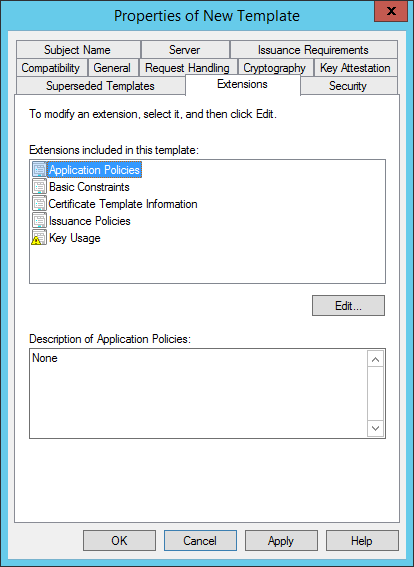 Properties of New Template
x
Subject Name
Server
Issuance Requirements
Compatibility
General
Request Handling
Cryptography
Key Attestation
Superseded Templates
Extensions
Security
To modify an extension, select it, and then click Edit.
Extensions included in this template:
Application Policies
Basic Constraints
Certificate Template Information
Issuance Policies
Key Usage
Edit...
Description of Application Policies:
None
OK
Cancel
Apply
Help